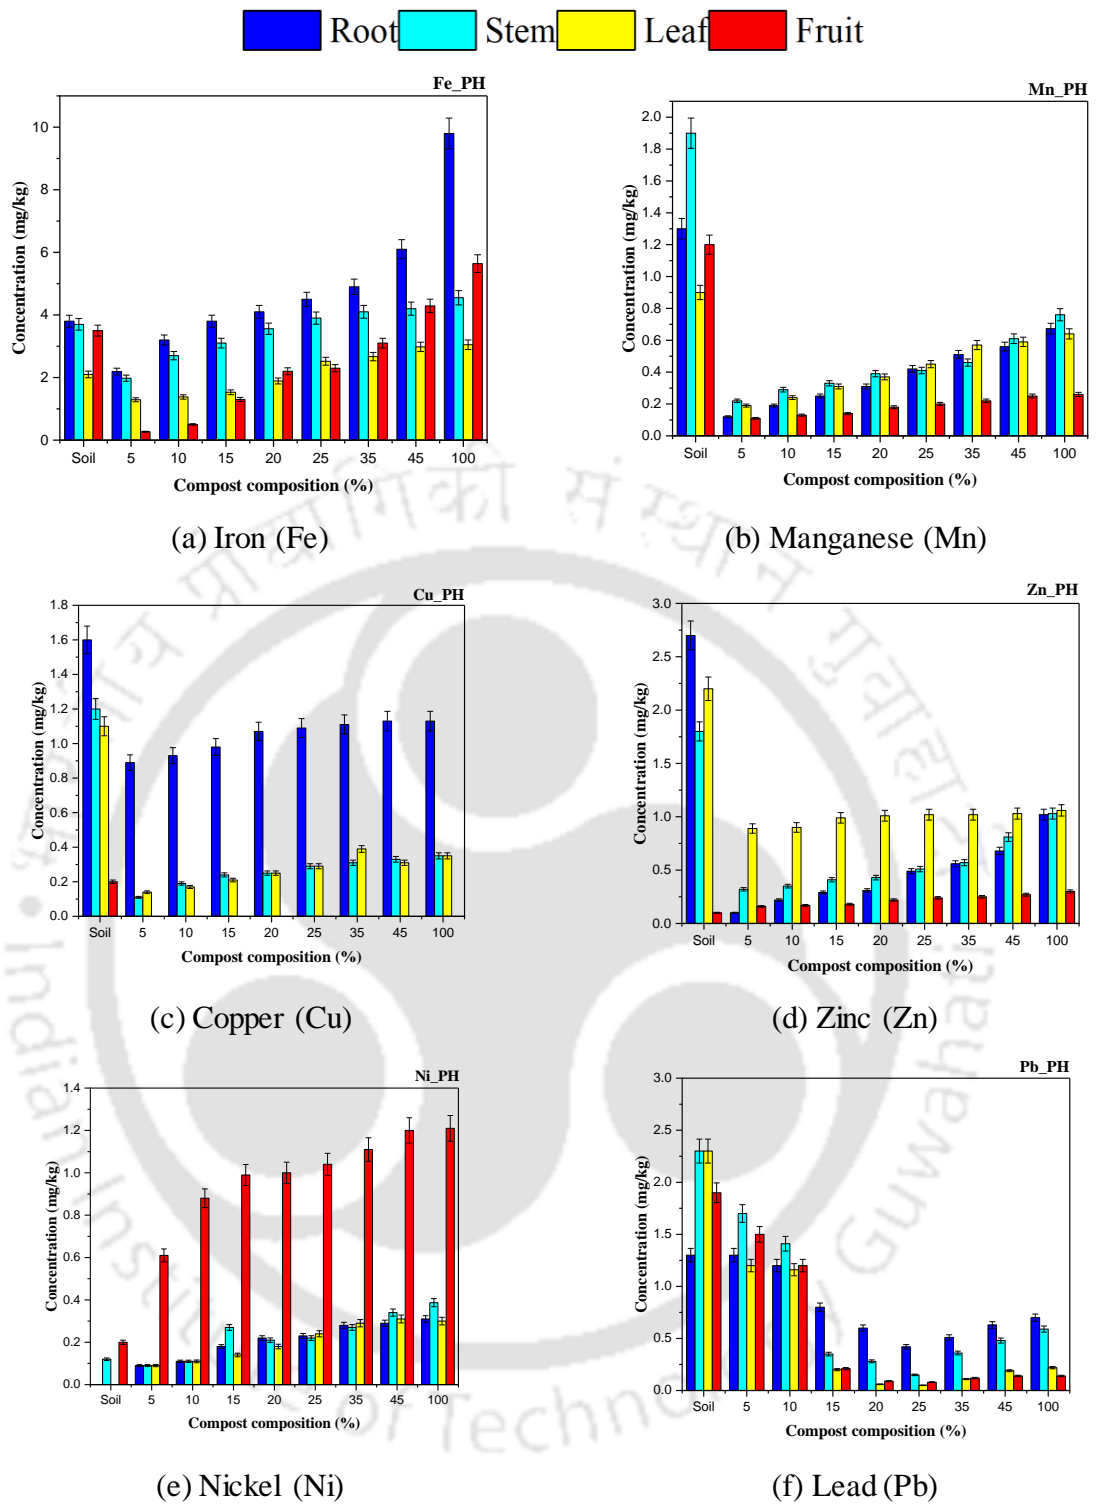 Root Stem Leaf Fruit
Fe_PH
Concentration (mg/kg)
10
8
6
4
2
0
Soil 5 10 15 20 25 35 45 100
Compost composition (%)
(a) Iron (Fe)
Mn_PH
Concentration (mg/kg)
2.0
1.8
1.6
1.4
1.2
1.0
0.8
0.6
0.4
0.2
0.0
Soil 5 10 15 20 25 35 45 100
Compost composition (%)
(b) Manganese (Mn)
Cu_PH
Concentration (mg/kg)
1.8
1.6
1.4
1.2
1.0
0.8
0.6
0.4
0.2
0.0
Soil 5 10 15 20 25 35 45 100
Compost composition (%)
(c) Copper (Cu)
Zn_PH
Concentration (mg/kg)
3.0
2.5
2.0
1.5
1.0
0.5
0.0
Soil 5 10 15 20 25 35 45 100
Compost composition (%)
(d) Zinc (Zn)
Ni_PH
Concentration (mg/kg)
1.4
1.2
1.0
0.8
0.6
0.4
0.2
0.0
Soil 5 10 15 20 25 35 45 100
Compost composition (%)
(e) Nickel (Ni)
Pb_PH
Concentration (mg/kg)
3.0
2.5
2.0
1.5
1.0
0.5
0.0
Soil 5 10 15 20 25 35 45 100
Compost composition (%)
(f) Lead (Pb)
Indian Institute of Technology Guwahati